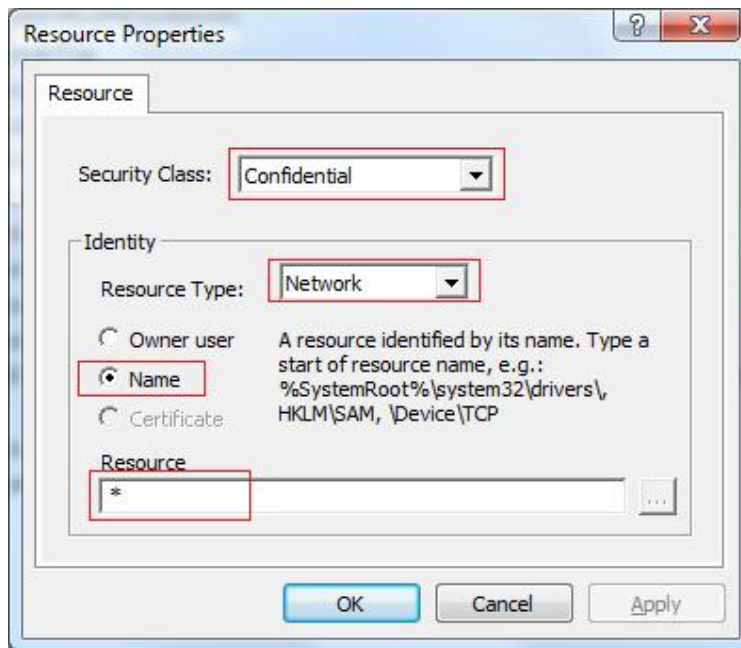 Resource Properties
Resource
Security Class: Confidential
Identity
Resource Type: Network
Owner user
Name
Certificate
A resource identified by its name. Type a
start of resource name, e.g.:
%SystemRoot%\system32\drivers\,
HKLM\SAM, \Device\TCP
Resource
*
...
OK Cancel Apply